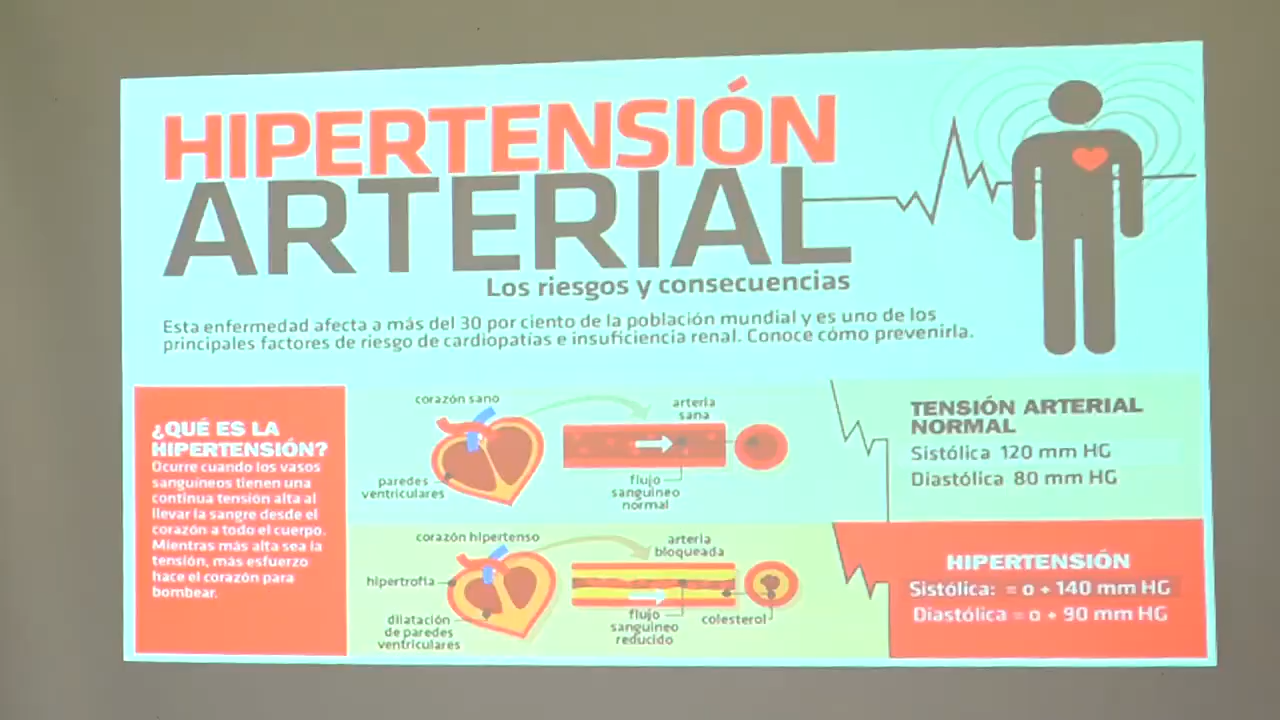 HIPERTENSIÓN
ARTERIAL
Los riesgos y consecuencias
Esta enfermedad afecta a más del 30 por ciento de la población mundial y es uno de los
principales factores de riesgo de cardiopatías e insuficiencia renal. Conoce cómo prevenirla.
¿QUÉ ES LA
HIPERTENSIÓN?
Ocurre cuando los vasos
sanguíneos tienen una
continua tensión alta al
llevar la sangre desde el
corazón a todo el cuerpo.
Mientras más alta sea la
tensión, más esfuerzo
hace el corazón para
bombear.
corazón sano
paredes
ventriculares
arteria
sana
flujo
sanguíneo
normal
corazón hipertenso
hipertrofia
dilatación
de paredes
ventriculares
arteria
bloqueada
flujo
sanguíneo
reducido
colesterol
TENSIÓN ARTERIAL
NORMAL
Sistólica 120 mm HG
Diastólica 80 mm HG
HIPERTENSIÓN
Sistólica: = o + 140 mm HG
Diastólica = o + 90 mm HG